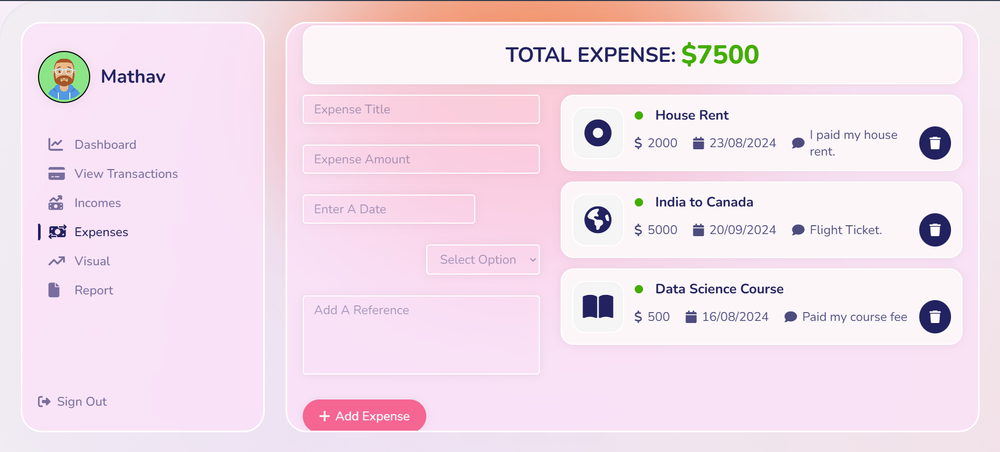 Mathav
Dashboard
View Transactions
Incomes
Expenses
Visual
Report
Sign Out
TOTAL EXPENSE: $7500
Expense Title
Expense Amount
Enter A Date
Select Option
Add A Reference
+ Add Expense
House Rent
$ 2000 23/08/2024 I paid my house
rent.
India to Canada
$ 5000 20/09/2024 Flight Ticket.
Data Science Course
$ 500 16/08/2024 Paid my course fee